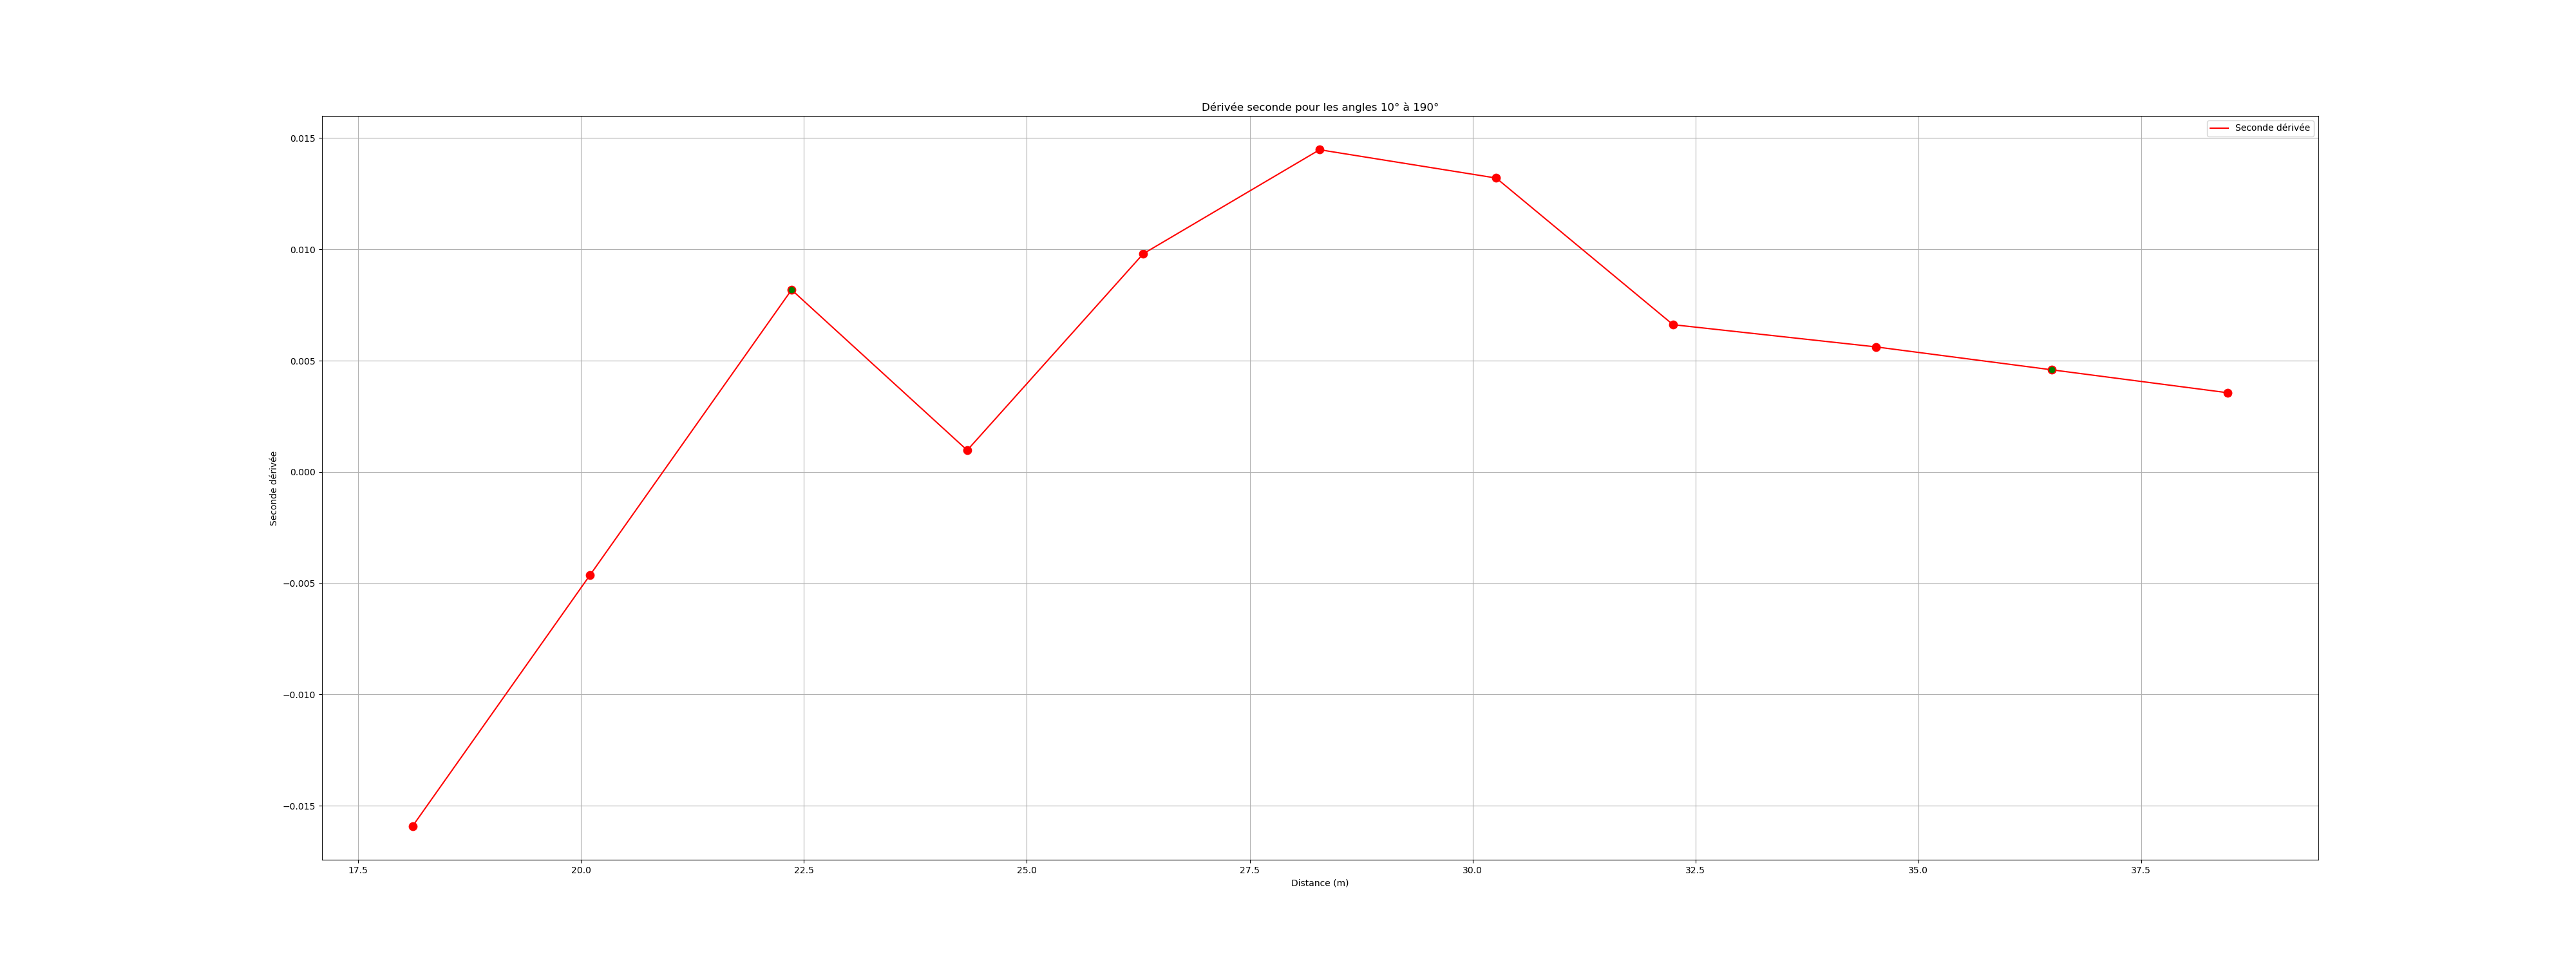 Dérivée seconde pour les angles 10° à 190°
Seconde dérivée
0.015
0.010
0.005
0.000
−0.005
−0.010
−0.015
Seconde dérivée
17.5 20.0 22.5 25.0 27.5 30.0 32.5 35.0 37.5
Distance (m)